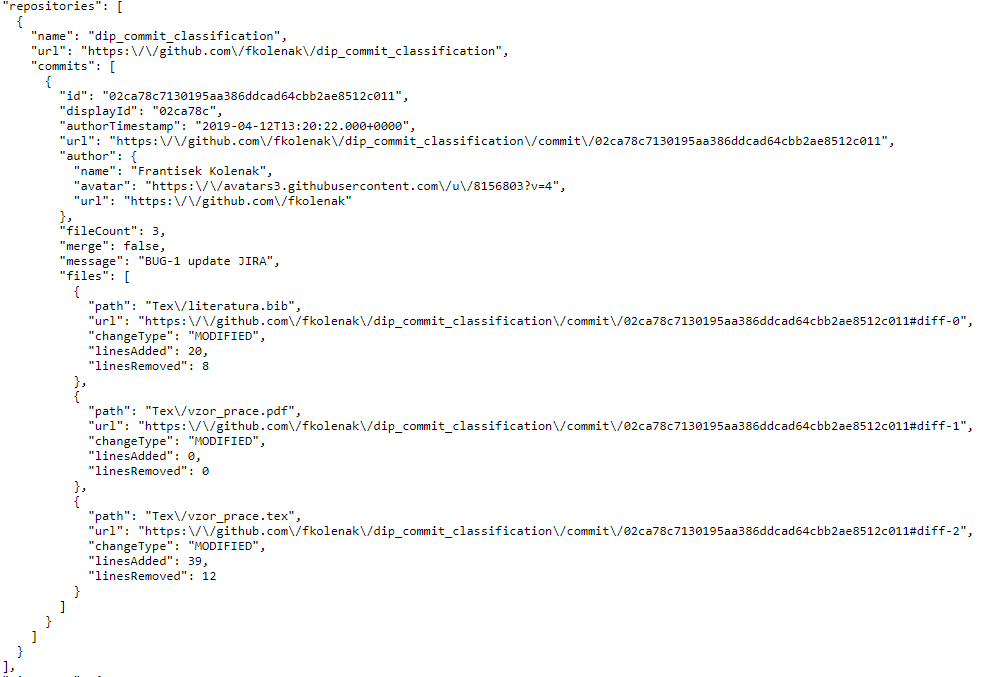 "repositories": [
  {
    "name": "dip_commit_classification",
    "url": "https:\/\/github.com\/fkolenak\/dip_commit_classification",
    "commits": [
      {
        "id": "02ca78c7130195aa386ddcad64cbb2ae8512c011",
        "displayId": "02ca78c",
        "authorTimestamp": "2019-04-12T13:20:22.000+0000",
        "url": "https:\/\/github.com\/fkolenak\/dip_commit_classification\/commit\/02ca78c7130195aa386ddcad64cbb2ae8512c011",
        "author": {
          "name": "Frantisek Kolenak",
          "avatar": "https:\/\/avatars3.githubusercontent.com\/u\/8156803?v=4",
          "url": "https:\/\/github.com\/fkolenak"
        },
        "fileCount": 3,
        "merge": false,
        "message": "BUG-1 update JIRA",
        "files": [
          {
            "path": "Tex\/literatura.bib",
            "url": "https:\/\/github.com\/fkolenak\/dip_commit_classification\/commit\/02ca78c7130195aa386ddcad64cbb2ae8512c011#diff-0",
            "changeType": "MODIFIED",
            "linesAdded": 20,
            "linesRemoved": 8
          },
          {
            "path": "Tex\/vzor_prace.pdf",
            "url": "https:\/\/github.com\/fkolenak\/dip_commit_classification\/commit\/02ca78c7130195aa386ddcad64cbb2ae8512c011#diff-1",
            "changeType": "MODIFIED",
            "linesAdded": 0,
            "linesRemoved": 0
          },
          {
            "path": "Tex\/vzor_prace.tex",
            "url": "https:\/\/github.com\/fkolenak\/dip_commit_classification\/commit\/02ca78c7130195aa386ddcad64cbb2ae8512c011#diff-2",
            "changeType": "MODIFIED",
            "linesAdded": 39,
            "linesRemoved": 12
          }
        ]
      }
    ]
  }
],